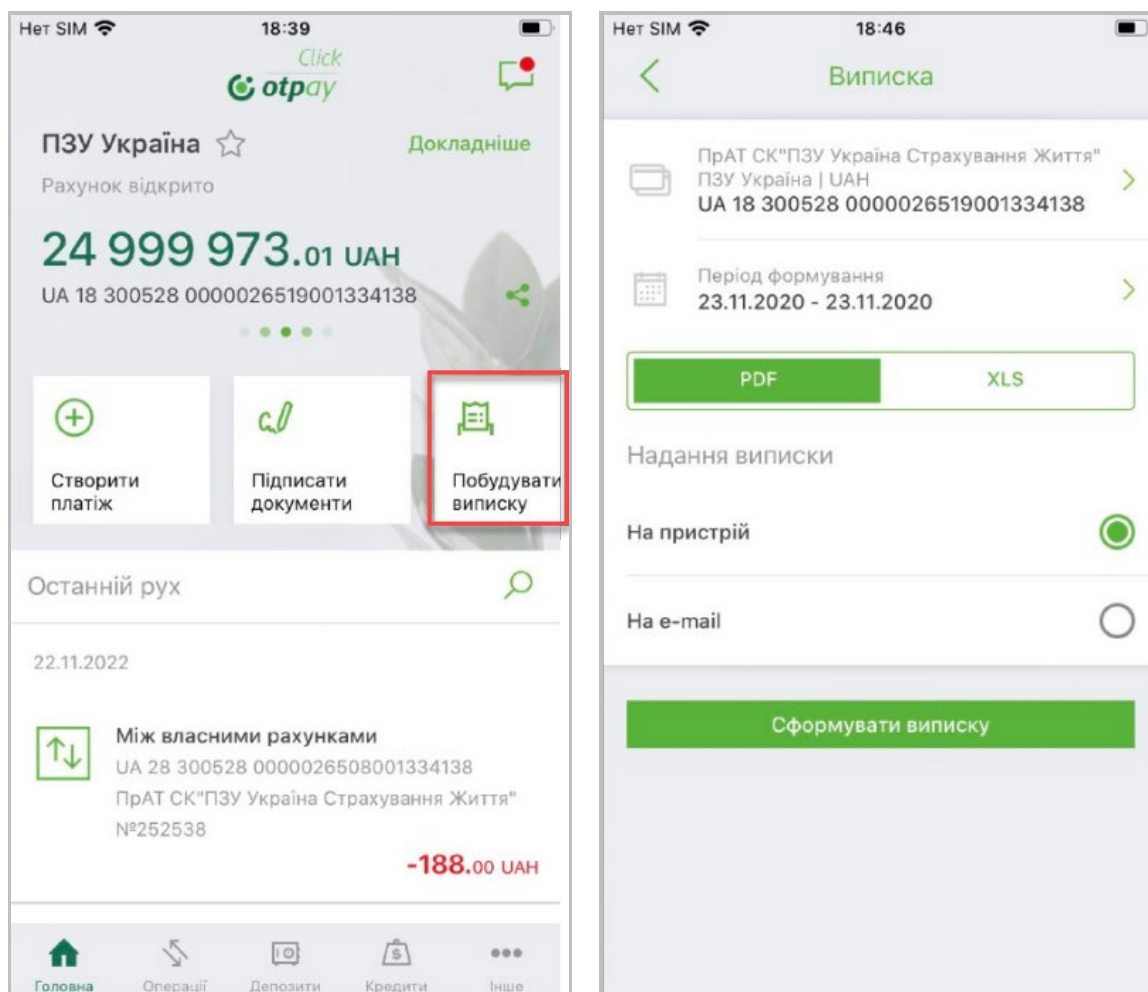 Нет SIM
18:39
Click
otpay
ПЗУ Україна
Докладніше
Рахунок відкрито
24 999 973.01 UAH
UA 18 300528 0000026519001334138
Створити
платіж
Підписати
документи
Побудувати
виписку
Останній рух
22.11.2022
Між власними рахунками
UA 28 300528 0000026508001334138
ПрАТ СК"ПЗУ Україна Страхування Життя"
№252538
-188.00 UAH
Головна
Операції
Депозити
Кредити
Інше
Нет SIM
18:46
Виписка
ПрАТ СК"ПЗУ Україна Страхування Життя"
ПЗУ Україна | UAH
UA 18 300528 0000026519001334138
Період формування
23.11.2020 - 23.11.2020
PDF
XLS
Надання виписки
На пристрій
На e-mail
Сформувати виписку